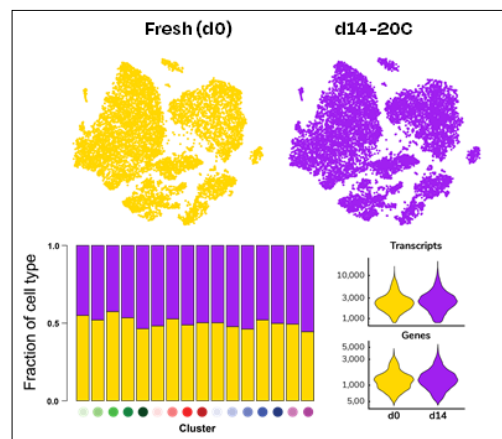 Fresh (d0)
d14-20C
Fraction of cell type
1.0
0.5
0.0
Cluster
Transcripts
10,000
3,000
1,000
Genes
5,000
3,000
1,000
5,00
d0
d14